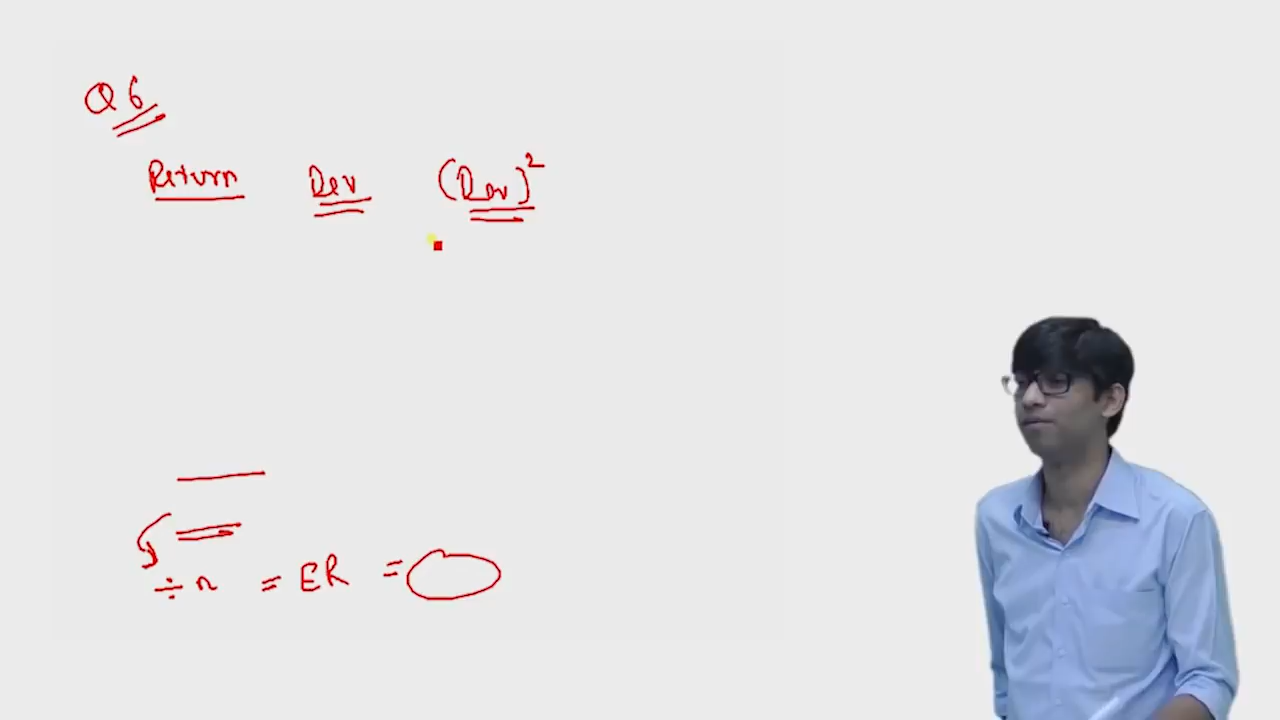 Q6
Return Dev (Dev)²
÷ n = ER =